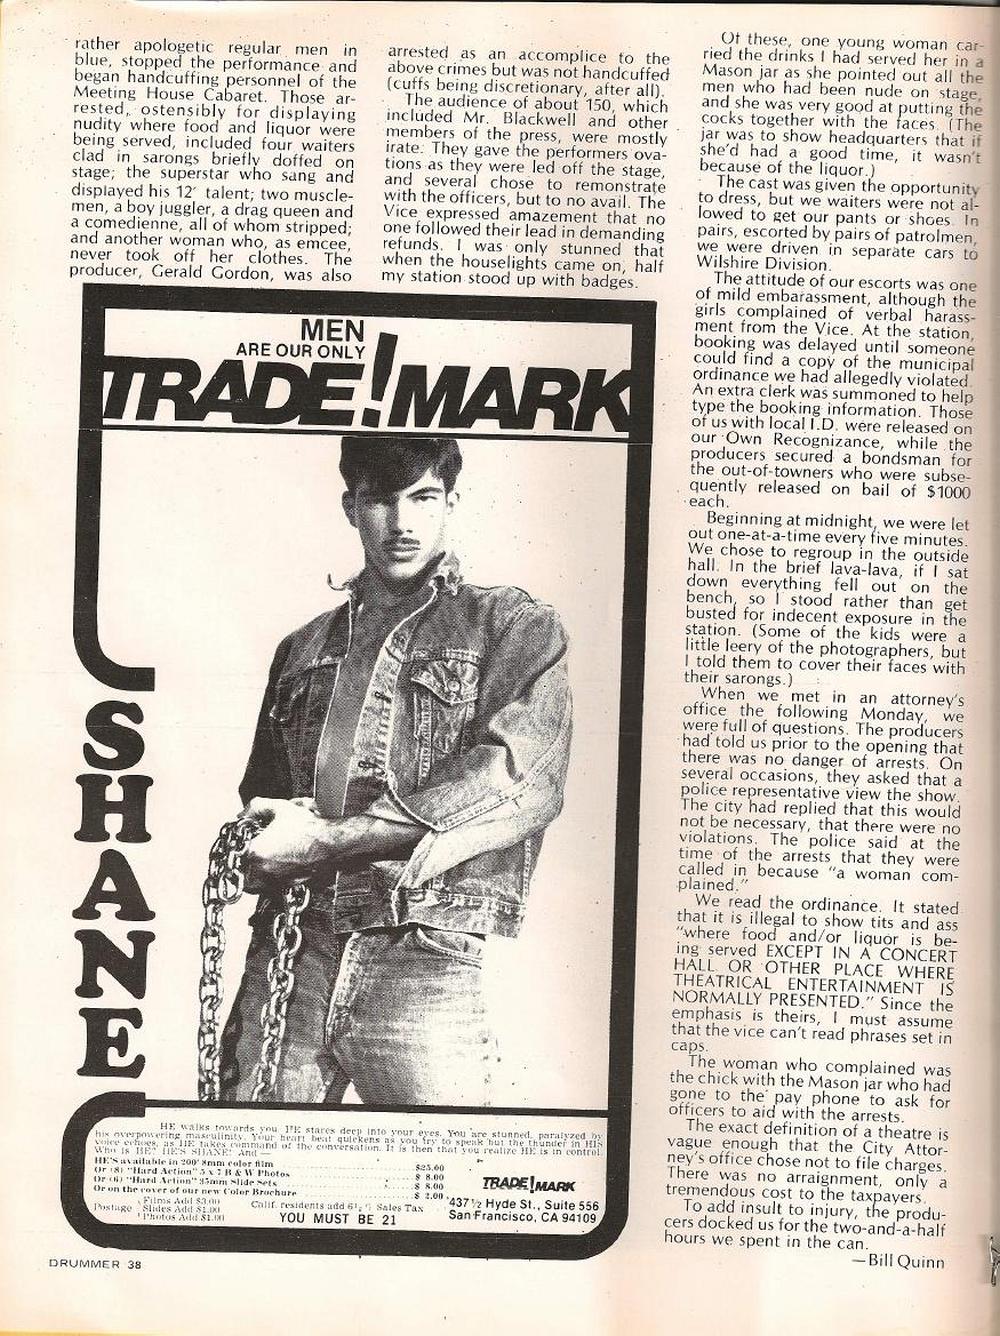 rather apologetic regular men in
blue, stopped the performance and
began handcuffing personnel of the
Meeting House Cabaret. Those ar-
rested, ostensibly for displaying
nudity where food and liquor were
being served, included four waiters
clad in sarongs briefly doffed on
stage; the superstar who sang and
displayed his 12' talent; two muscle-
men, a boy juggler, a drag queen and
a comedienne, all of whom stripped;
and another woman who, as emcee,
never took off her clothes. The
producer, Gerald Gordon, was also
arrested as an accomplice to the
above crimes but was not handcuffed
(cuffs being discretionary, after all).
The audience of about 150, which
included Mr. Blackwell and other
members of the press, were mostly
irate. They gave the performers ova-
tions as they were led off the stage,
and several chose to remonstrate
with the officers, but to no avail. The
Vice expressed amazement that no
one followed their lead in demanding
refunds. I was only stunned that
when the houselights came on, half
my station stood up with badges.
Of these, one young woman car-
ried the drinks I had served her in a
Mason jar as she pointed out all the
men who had been nude on stage,
and she was very good at putting the
cocks together with the faces. (The
jar was to show headquarters that if
she'd had a good time, it wasn't
because of the liquor.)
The cast was given the opportunity
to dress, but we waiters were not al-
lowed to get our pants or shoes. In
pairs, escorted by pairs of patrolmen,
we were driven in separate cars to
Wilshire Division.
The attitude of our escorts was one
of mild embarassment, although the
girls complained of verbal harass-
ment from the Vice. At the station,
booking was delayed until someone
could find a copy of the municipal
ordinance we had allegedly violated.
An extra clerk was summoned to help
type the booking information. Those
of us with local I.D. were released on
our Own Recognizance, while the
producers secured a bondsman for
the out-of-towners who were subse-
quently released on bail of $1000
each.
Beginning at midnight, we were let
out one-at-a-time every five minutes.
We chose to regroup in the outside
hall. In the brief lava-lava, if I sat
down everything fell out on the
bench, so I stood rather than get
busted for indecent exposure in the
station. (Some of the kids were a
little leery of the photographers, but
I told them to cover their faces with
their sarongs.)
When we met in an attorney's
office the following Monday, we
were full of questions. The producers
had told us prior to the opening that
there was no danger of arrests. On
several occasions, they asked that a
police representative view the show.
The city had replied that this would
not be necessary, that there were no
violations. The police said at the
time of the arrests that they were
called in because "a woman com-
plained."
We read the ordinance. It stated
that it is illegal to show tits and ass
"where food and/or liquor is be-
ing served EXCEPT IN A CONCERT
HALL OR OTHER PLACE WHERE
THEATRICAL ENTERTAINMENT IS
NORMALLY PRESENTED." Since the
emphasis is theirs, I must assume
that the vice can't read phrases set in
caps.
The woman who complained was
the chick with the Mason jar who had
gone to the pay phone to ask for
officers to aid with the arrests.
The exact definition of a theatre is
vague enough that the City Attor-
ney's office chose not to file charges.
There was no arraignment, only a
tremendous cost to the taxpayers.
To add insult to injury, the produ-
cers docked us for the two-and-a-half
hours we spent in the can.
—Bill Quinn
MEN
ARE OUR ONLY
TRADE!MARK
SHANE
HE walks towards you. HE stares deep into your eyes. You are stunned, paralyzed by
his overpowering masculinity. Your heart beat quickens as you try to speak but the thunder in HIS
voice echoes, as HE takes command of the conversation. It is then that you realize HE is in control.
Who is HE? HE'S SHANE! And —
HE'S available in 200' 8mm color film $25.00
Or (8) "Hard Action" 5 x 7 B & W Photos $ 8.00
Or (6) "Hard Action" 35mm Slide Sets $ 8.00
Or on the cover of our new Color Brochure $ 2.00
Postage Films Add $3.00
Slides Add $1.00
Photos Add $1.00
Calif. residents add 6½% Sales Tax
YOU MUST BE 21
TRADE!MARK
437½ Hyde St., Suite 556
San Francisco, CA 94109
DRUMMER 38